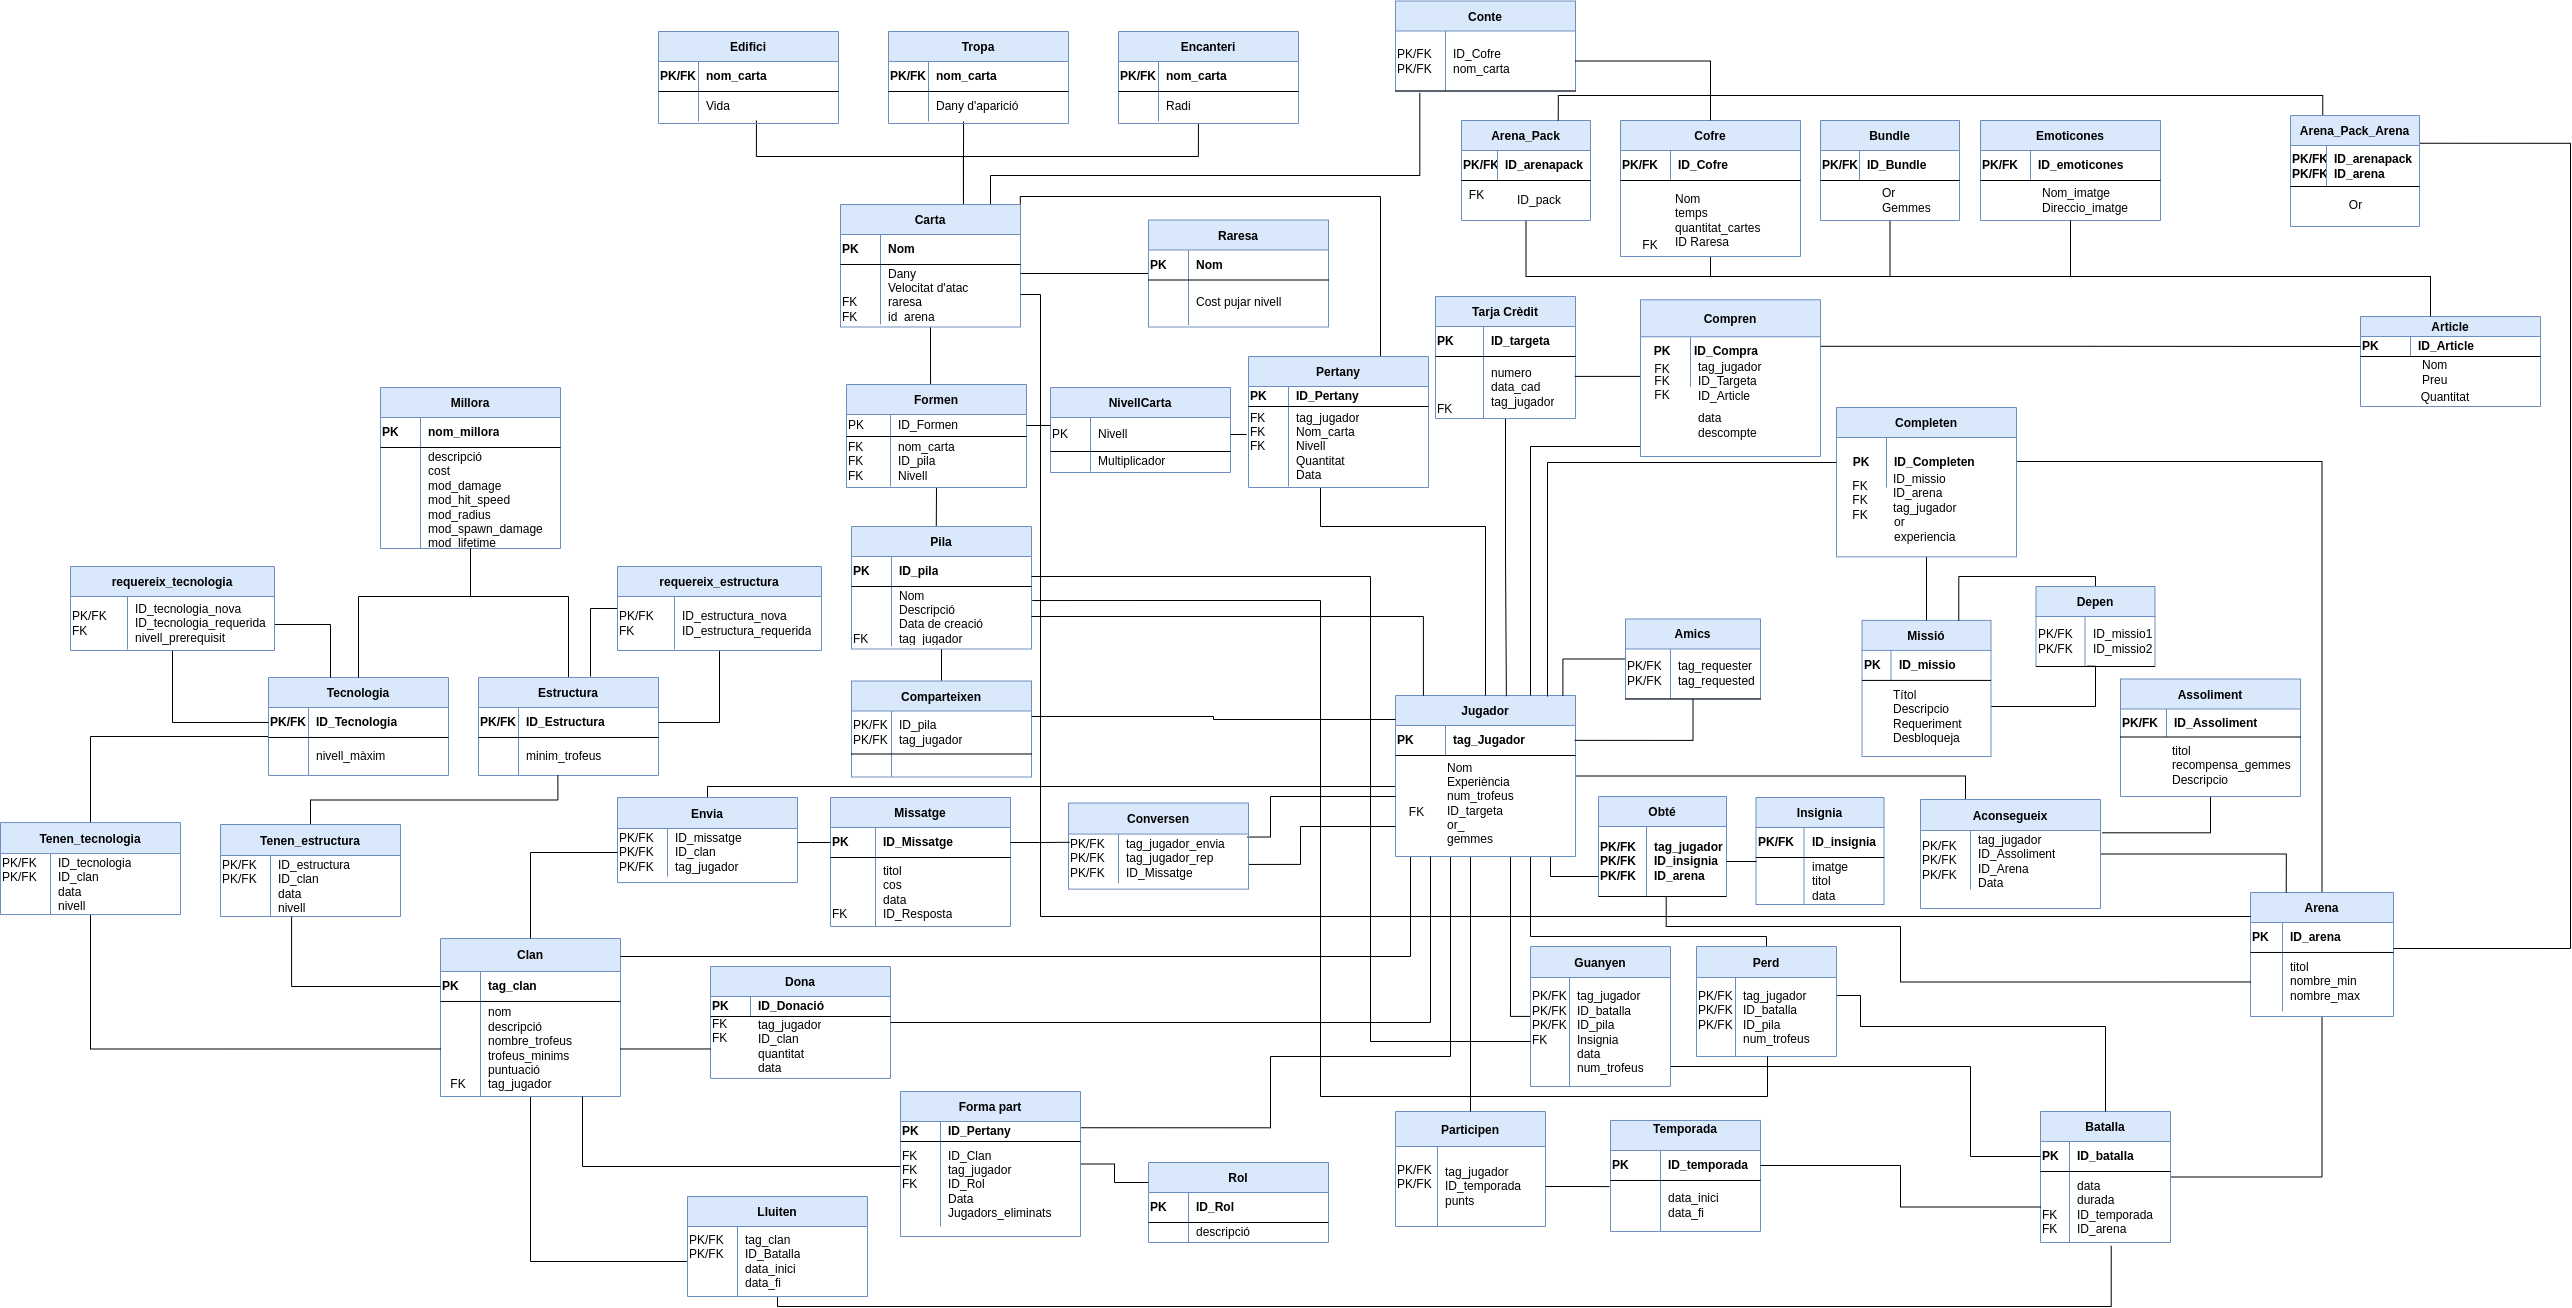 Conte
PK/FK ID_Cofre
PK/FK nom_carta
Edifici
PK/FK nom_carta
Vida
Tropa
PK/FK nom_carta
Dany d'aparició
Encanteri
PK/FK nom_carta
Radi
Arena_Pack
PK/FK ID_arenapack
FK ID_pack
Cofre
PK/FK ID_Cofre
Nom
temps
quantitat_cartes
FK ID Raresa
Bundle
PK/FK ID_Bundle
Or
Gemmes
Emoticones
PK/FK ID_emoticones
Nom_imatge
Direccio_imatge
Arena_Pack_Arena
PK/FK ID_arenapack
PK/FK ID_arena
Or
Carta
PK Nom
Dany
Velocitat d'atac
FK raresa
FK id_arena
Raresa
PK Nom
Cost pujar nivell
Tarja Crèdit
PK ID_targeta
numero
data_cad
FK tag_jugador
Compren
PK ID_Compra
FK tag_jugador
FK ID_Targeta
FK ID_Article
data
descompte
Article
PK ID_Article
Nom
Preu
Quantitat
Millora
PK nom_millora
descripció
cost
mod_damage
mod_hit_speed
mod_radius
mod_spawn_damage
mod_lifetime
Formen
PK ID_Formen
FK nom_carta
FK ID_pila
FK Nivell
NivellCarta
PK Nivell
Multiplicador
Pertany
PK ID_Pertany
FK tag_jugador
FK Nom_carta
FK Nivell
Quantitat
Data
Completen
PK ID_Completen
FK ID_missio
FK ID_arena
FK tag_jugador
or
experiencia
requereix_tecnologia
PK/FK ID_tecnologia_nova
FK ID_tecnologia_requerida
nivell_prerequisit
requereix_estructura
PK/FK ID_estructura_nova
FK ID_estructura_requerida
Pila
PK ID_pila
Nom
Descripció
Data de creació
FK tag_jugador
Amics
PK/FK tag_requester
PK/FK tag_requested
Missió
PK ID_missio
Títol
Descripcio
Requeriment
Desbloqueja
Depen
PK/FK ID_missio1
PK/FK ID_missio2
Tecnologia
PK/FK ID_Tecnologia
nivell_màxim
Estructura
PK/FK ID_Estructura
minim_trofeus
Comparteixen
PK/FK ID_pila
PK/FK tag_jugador
Jugador
PK tag_Jugador
Nom
Experiència
num_trofeus
FK ID_targeta
or_
gemmes
Assoliment
PK/FK ID_Assoliment
titol
recompensa_gemmes
Descripcio
Tenen_tecnologia
PK/FK ID_tecnologia
PK/FK ID_clan
data
nivell
Tenen_estructura
PK/FK ID_estructura
PK/FK ID_clan
data
nivell
Envia
PK/FK ID_missatge
PK/FK ID_clan
PK/FK tag_jugador
Missatge
PK ID_Missatge
titol
cos
data
FK ID_Resposta
Conversen
PK/FK tag_jugador_envia
PK/FK tag_jugador_rep
PK/FK ID_Missatge
Obté
PK/FK tag_jugador
PK/FK ID_insignia
PK/FK ID_arena
Insignia
PK/FK ID_insignia
imatge
titol
data
Aconsegueix
PK/FK tag_jugador
PK/FK ID_Assoliment
PK/FK ID_Arena
Data
Arena
PK ID_arena
titol
nombre_min
nombre_max
Clan
PK tag_clan
nom
descripció
nombre_trofeus
trofeus_minims
puntuació
FK tag_jugador
Dona
PK ID_Donació
FK tag_jugador
FK ID_clan
quantitat
data
Guanyen
PK/FK tag_jugador
PK/FK ID_batalla
PK/FK ID_pila
FK Insignia
data
num_trofeus
Perd
PK/FK tag_jugador
PK/FK ID_batalla
PK/FK ID_pila
num_trofeus
Forma part
PK ID_Pertany
FK ID_Clan
FK tag_jugador
FK ID_Rol
Data
Jugadors_eliminats
Rol
PK ID_Rol
descripció
Participen
PK/FK tag_jugador
PK/FK ID_temporada
punts
Temporada
PK ID_temporada
data_inici
data_fi
Batalla
PK ID_batalla
data
durada
FK ID_temporada
FK ID_arena
Lluiten
PK/FK tag_clan
PK/FK ID_Batalla
data_inici
data_fi